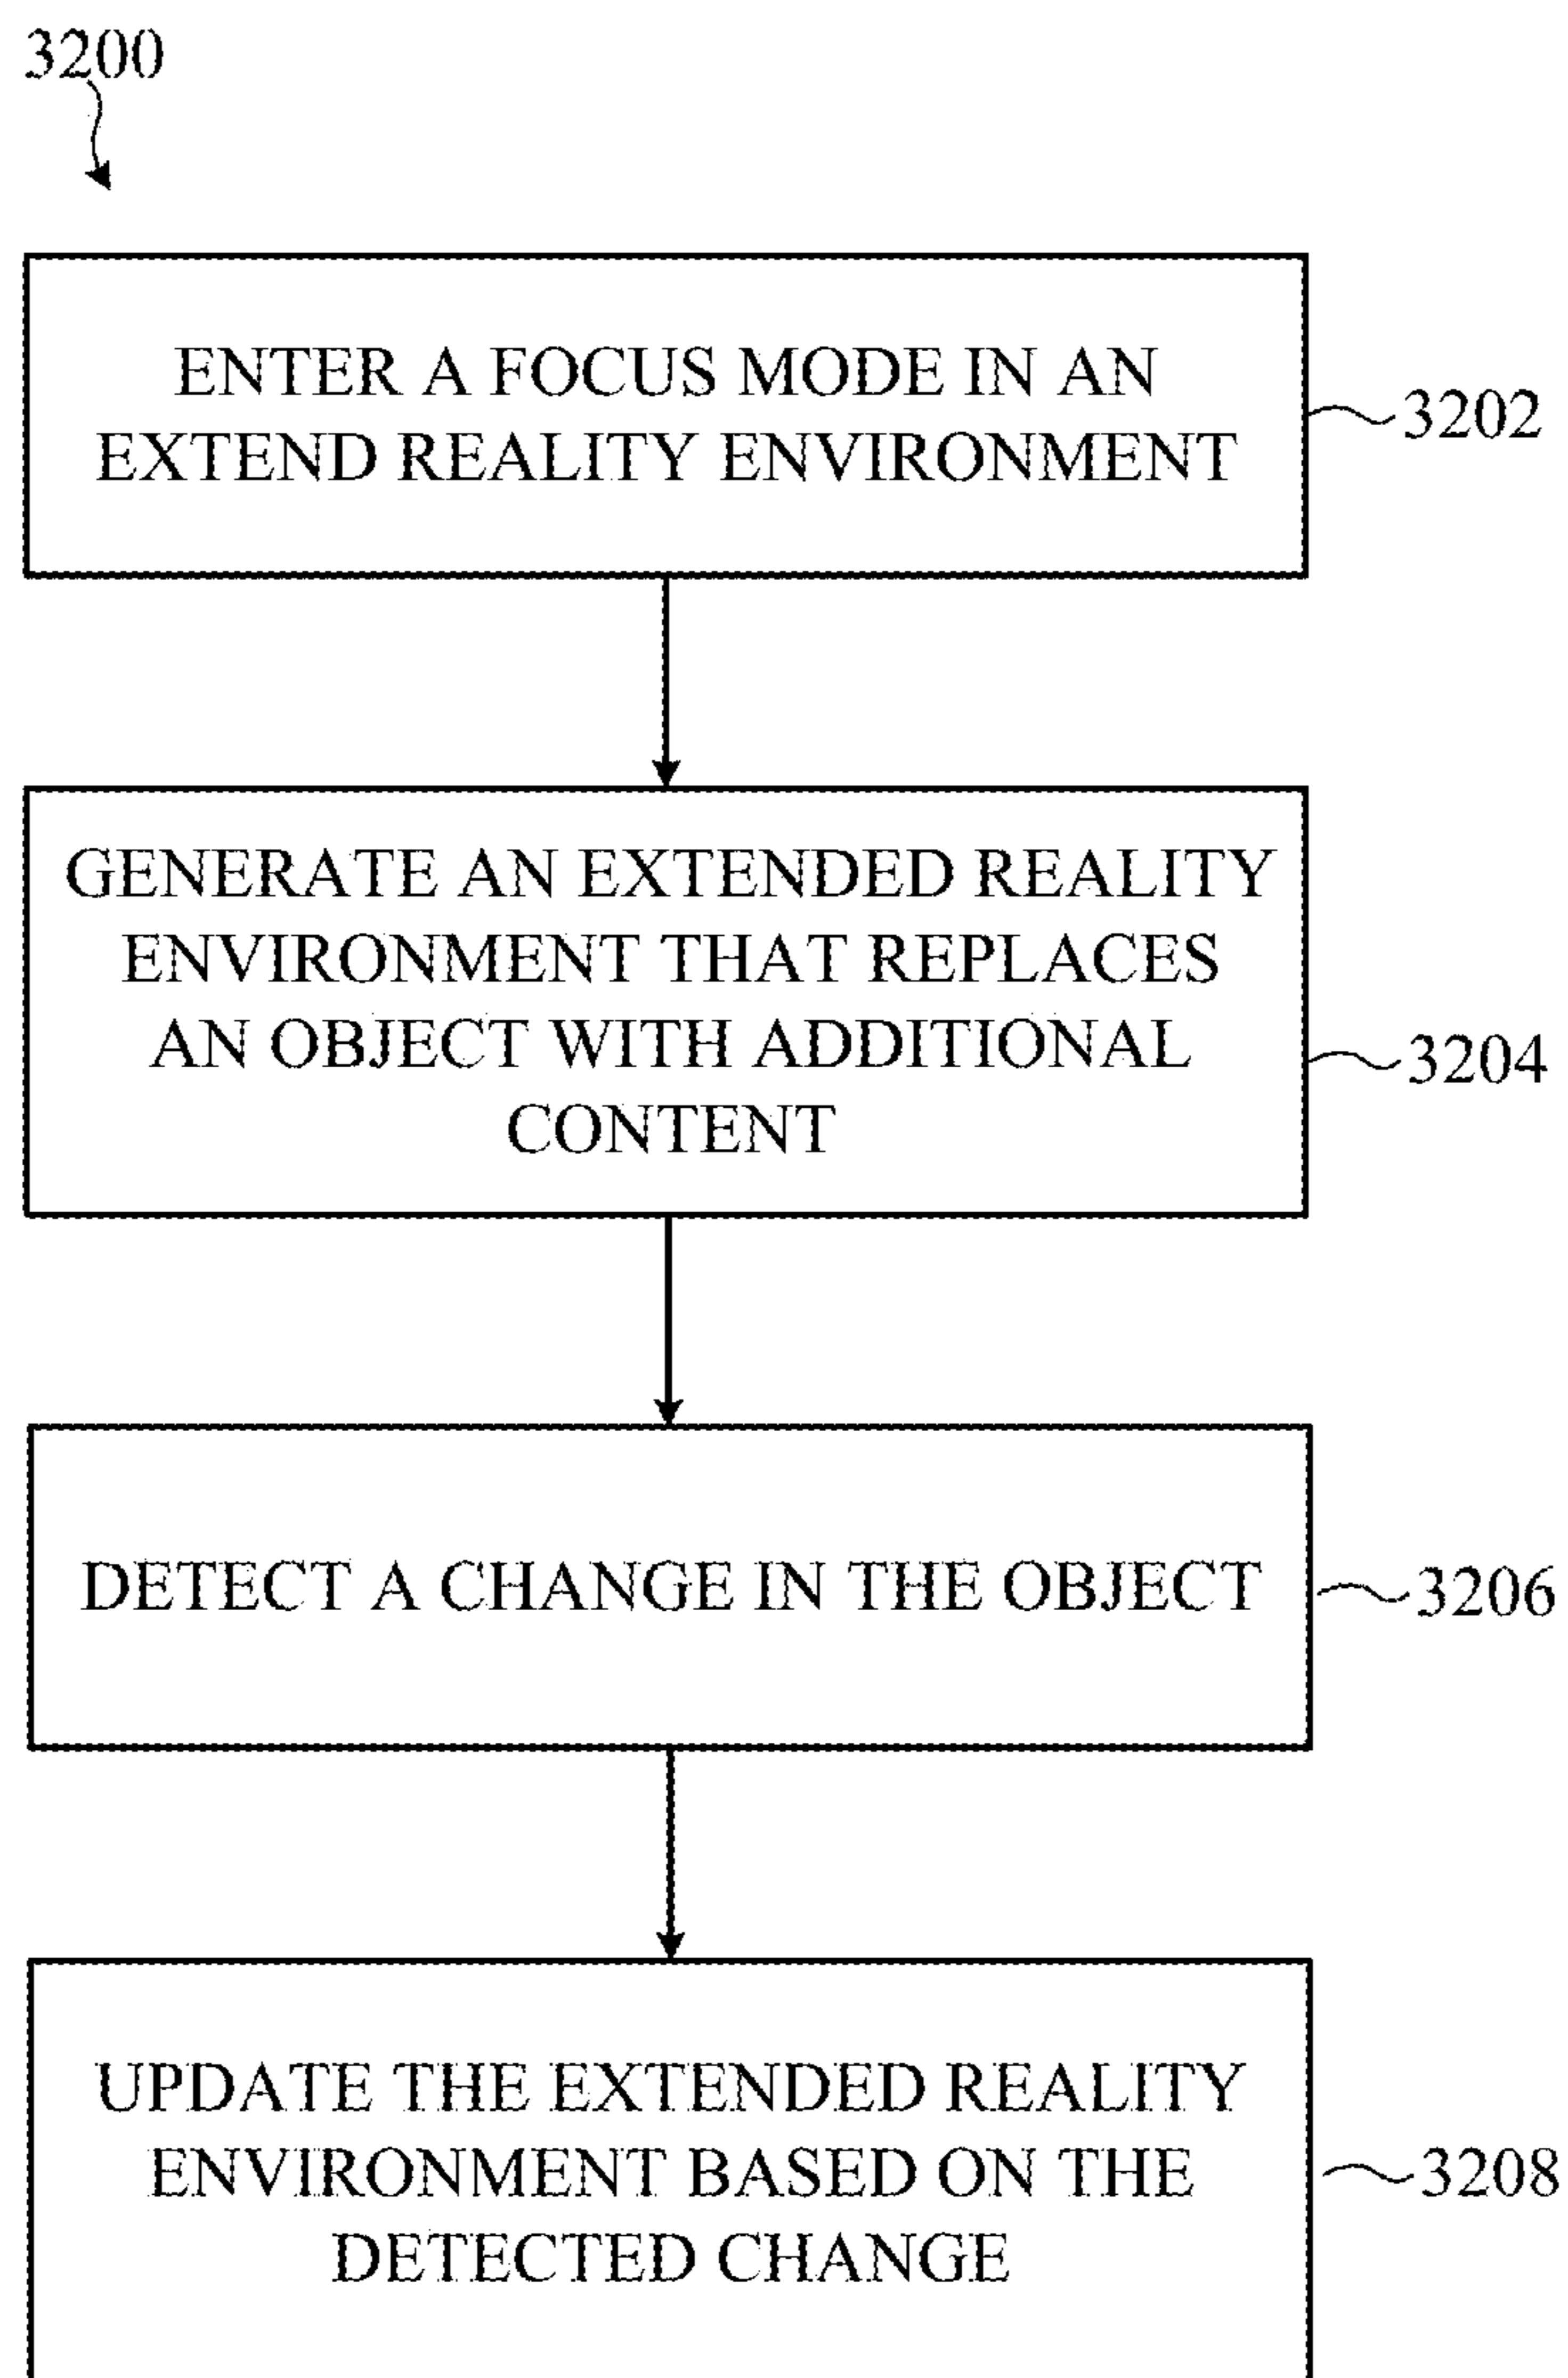 3200
ENTER A FOCUS MODE IN AN
EXTEND REALITY ENVIRONMENT
3202
GENERATE AN EXTENDED REALITY
ENVIRONMENT THAT REPLACES
AN OBJECT WITH ADDITIONAL
CONTENT
3204
DETECT A CHANGE IN THE OBJECT
3206
UPDATE THE EXTENDED REALITY
ENVIRONMENT BASED ON THE
DETECTED CHANGE
3208